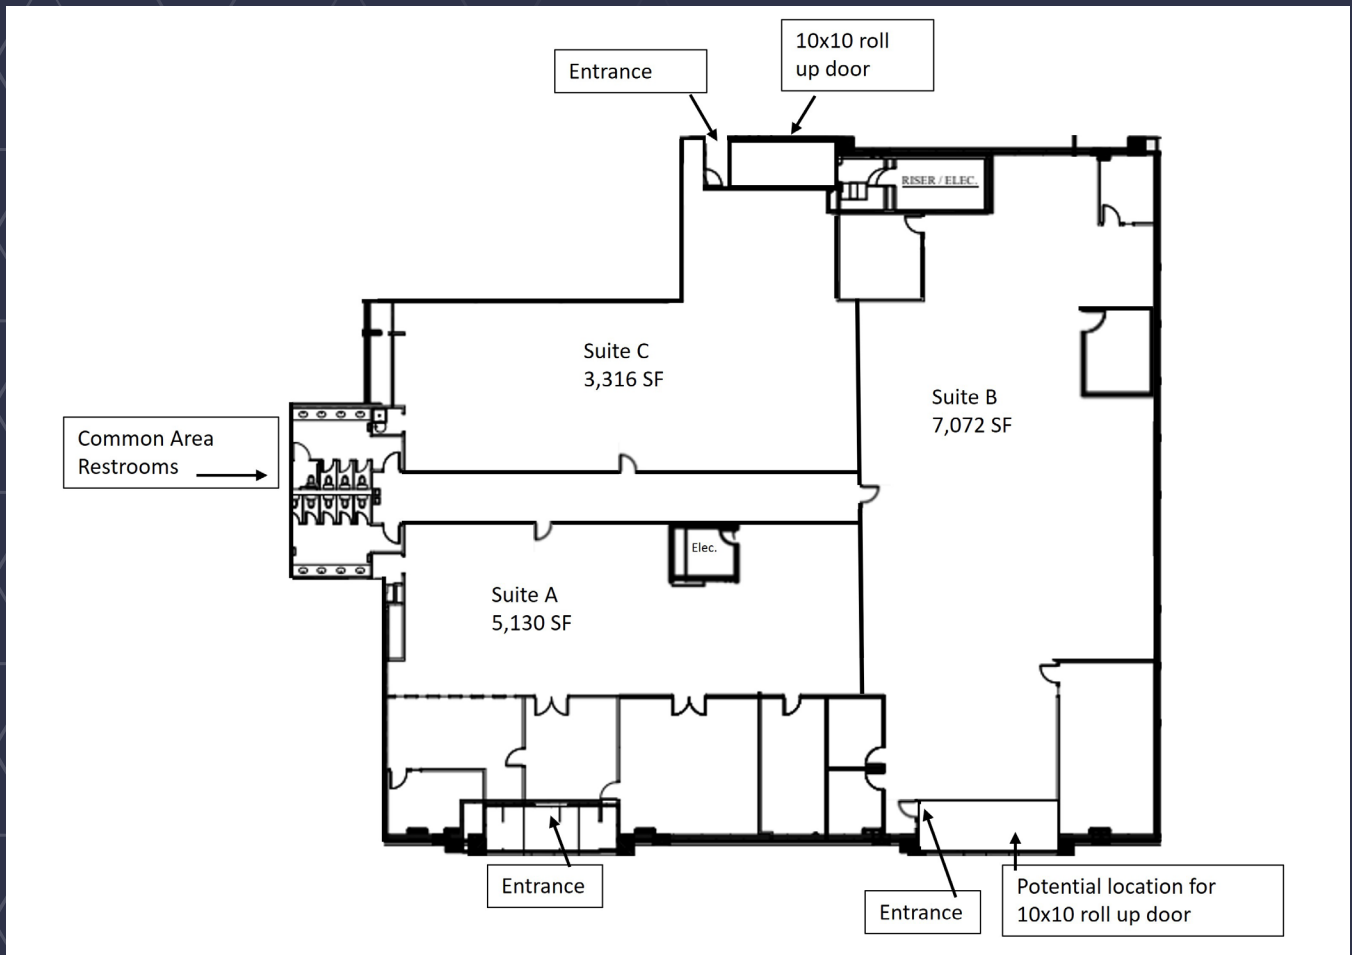 10x10 roll
up door
Entrance
RISER / ELEC.
Suite C
3,316 SF
Suite B
7,072 SF
Common Area
Restrooms
Elec.
Suite A
5,130 SF
Entrance
Entrance
Potential location for
10x10 roll up door